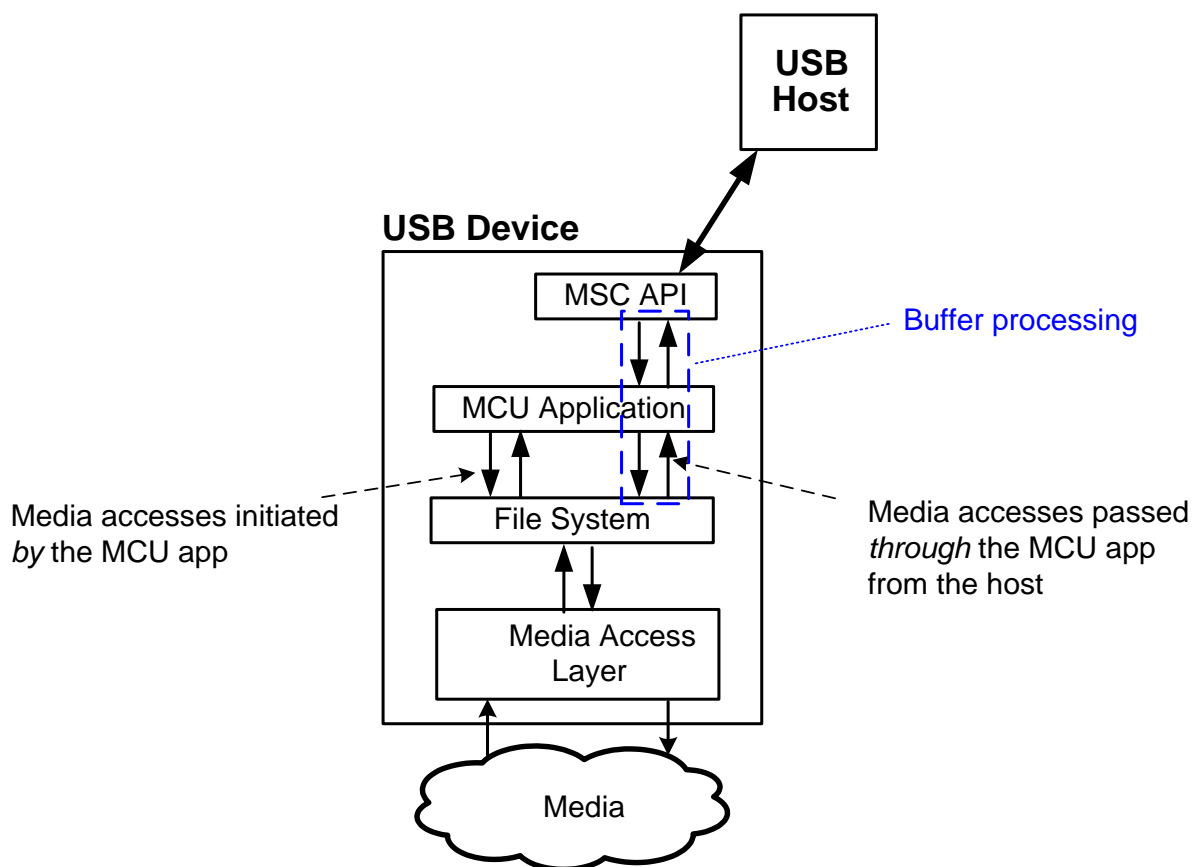 USB
Host
USB Device
MSC API
Buffer processing
MCU Application
Media accesses initiated
by the MCU app
File System
Media accesses passed
through the MCU app
from the host
Media Access
Layer
Media